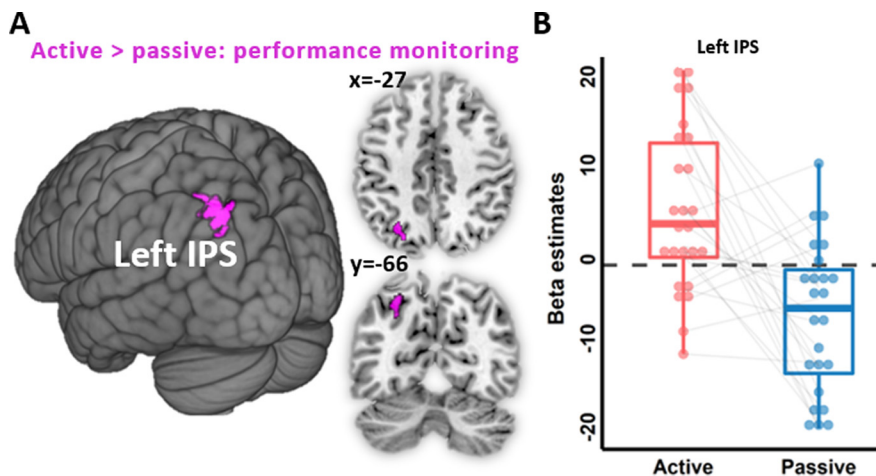 A
Active > passive: performance monitoring
x=-27
Left IPS
y=-66
B
Left IPS
Beta estimates
20
10
0
-10
-20
Active
Passive